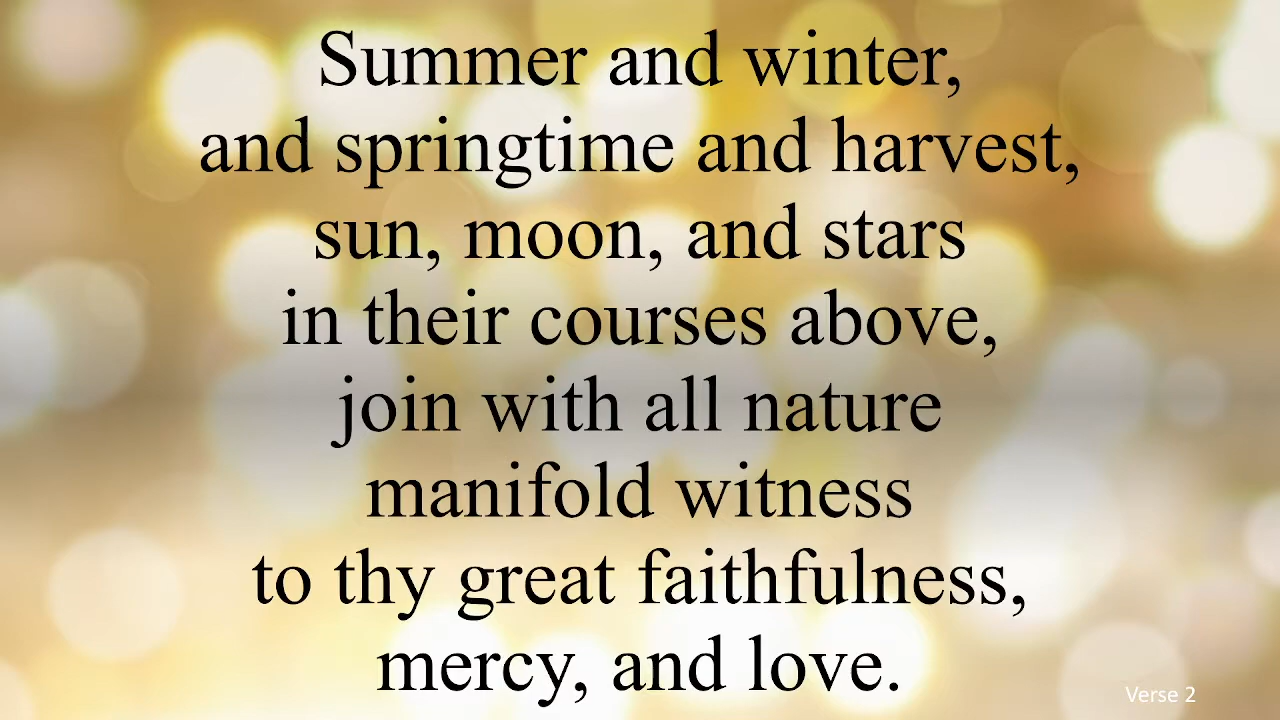 Summer and winter,
and springtime and harvest,
sun, moon, and stars
in their courses above,
join with all nature
manifold witness
to thy great faithfulness,
mercy, and love.
Verse 2